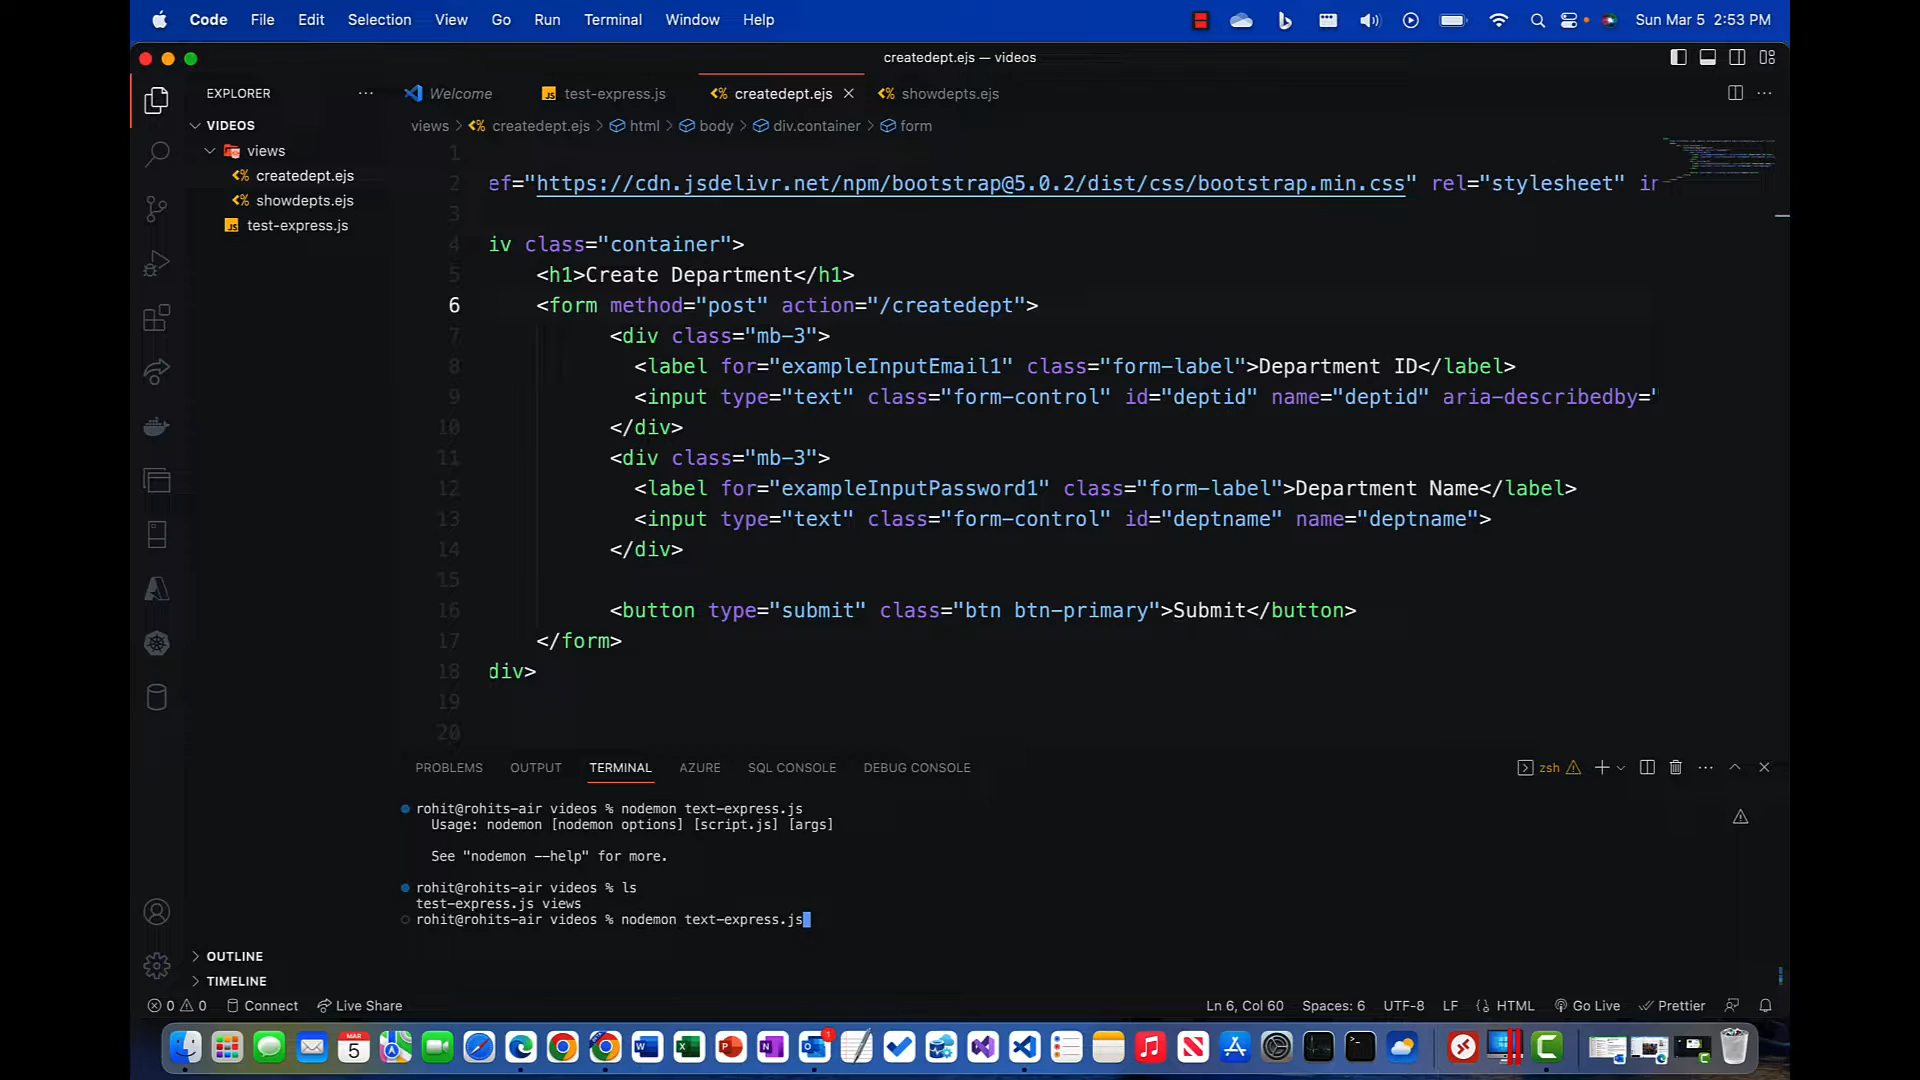 Code File Edit Selection View Go Run Terminal Window Help Sun Mar 5 2:53 PM
createdept.ejs — videos
EXPLORER
Welcome
test-express.js
createdept.ejs
showdepts.ejs
VIDEOS
views
createdept.ejs
showdepts.ejs
test-express.js
views > createdept.ejs > html > body > div.container > form
1
2 ef="https://cdn.jsdelivr.net/npm/bootstrap@5.0.2/dist/css/bootstrap.min.css" rel="stylesheet" in
3
4 iv class="container">
5 <h1>Create Department</h1>
6 <form method="post" action="/createdept">
7 <div class="mb-3">
8 <label for="exampleInputEmail1" class="form-label">Department ID</label>
9 <input type="text" class="form-control" id="deptid" name="deptid" aria-describedby="
10 </div>
11 <div class="mb-3">
12 <label for="exampleInputPassword1" class="form-label">Department Name</label>
13 <input type="text" class="form-control" id="deptname" name="deptname">
14 </div>
15
16 <button type="submit" class="btn btn-primary">Submit</button>
17 </form>
18 div>
19
20
PROBLEMS OUTPUT TERMINAL AZURE SQL CONSOLE DEBUG CONSOLE
zsh
rohit@rohits-air videos % nodemon text-express.js
Usage: nodemon [nodemon options] [script.js] [args]
See "nodemon --help" for more.
rohit@rohits-air videos % ls
test-express.js views
rohit@rohits-air videos % nodemon text-express.js
OUTLINE
TIMELINE
0 0 Connect Live Share Ln 6, Col 60 Spaces: 6 UTF-8 LF HTML Go Live Prettier
MAR
5
1